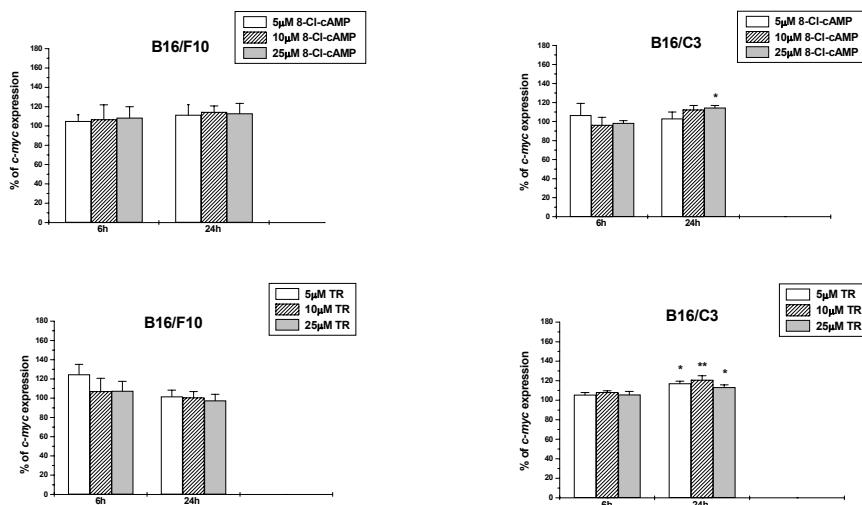 5µM 8-Cl-cAMP
10µM 8-Cl-cAMP
25µM 8-Cl-cAMP
B16/F10
% of c-myc expression
180
160
140
120
100
80
60
40
20
0
6h
24h
5µM 8-Cl-cAMP
10µM 8-Cl-cAMP
25µM 8-Cl-cAMP
B16/C3
% of c-myc expression
180
160
140
120
100
80
60
40
20
0
*
6h
24h
5µM TR
10µM TR
25µM TR
B16/F10
% of c-myc expression
180
160
140
120
100
80
60
40
20
0
6h
24h
5µM TR
10µM TR
25µM TR
B16/C3
% of c-myc expression
180
160
140
120
100
80
60
40
20
0
* ** *
6h
24h